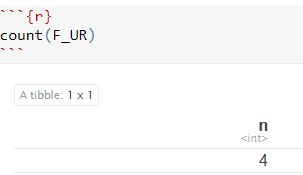 ```{r}
count(F_UR)
```
A tibble: 1 x 1
n
<int>
4